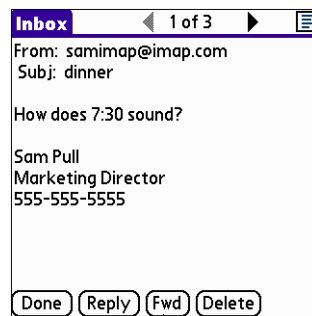 Inbox 1 of 3
From: samimap@imap.com
Subj: dinner
How does 7:30 sound?
Sam Pull
Marketing Director
555-555-5555
Done Reply Fwd Delete